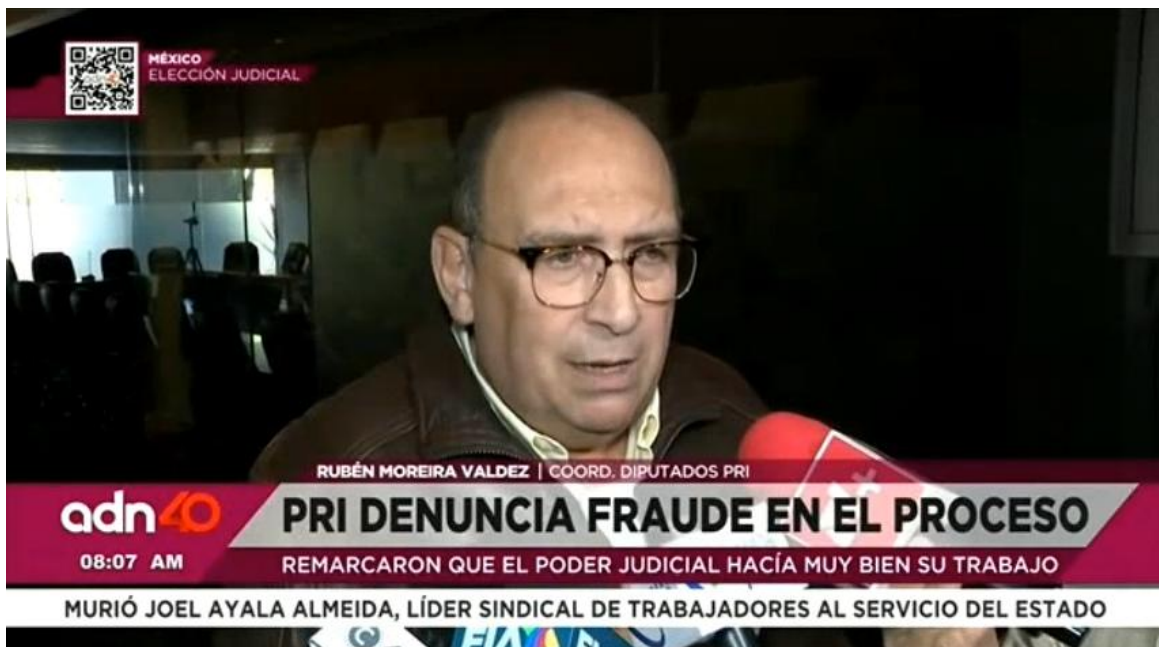 MÉXICO
ELECCIÓN JUDICIAL
RUBÉN MOREIRA VALDEZ | COORD. DIPUTADOS PRI
adn40
PRI DENUNCIA FRAUDE EN EL PROCESO
08:07 AM
REMARCARON QUE EL PODER JUDICIAL HACÍA MUY BIEN SU TRABAJO
MURIÓ JOEL AYALA ALMEIDA, LÍDER SINDICAL DE TRABAJADORES AL SERVICIO DEL ESTADO